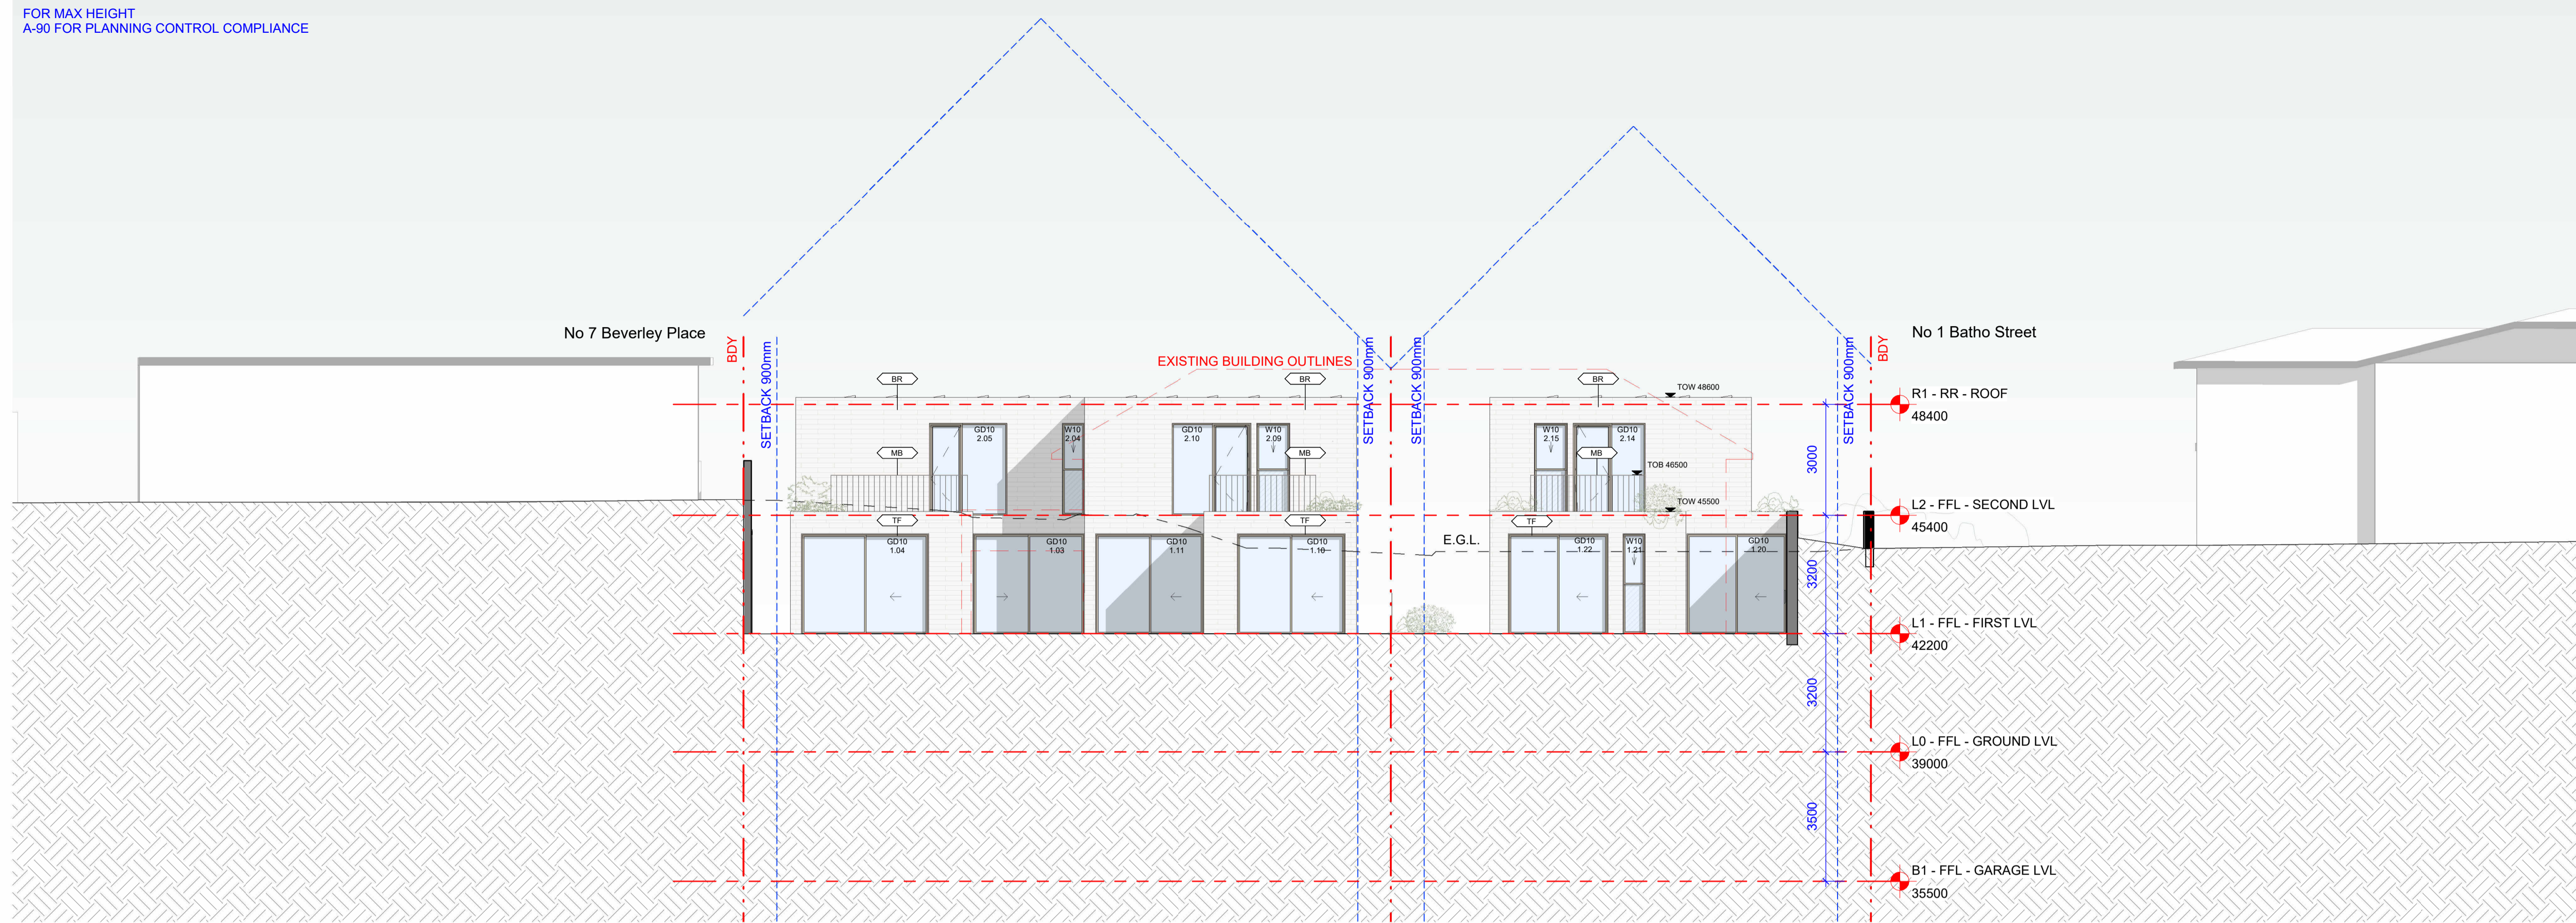 FOR MAX HEIGHT
A-90 FOR PLANNING CONTROL COMPLIANCE
No 7 Beverley Place
BDY
SETBACK 900mm
EXISTING BUILDING OUTLINES
SETBACK 900mm
SETBACK 900mm
SETBACK 900mm
BDY
No 1 Batho Street
BR
BR
BR
TOW 48600
R1 - RR - ROOF
48400
GD10
2.05
W10
2.04
GD10
2.10
W10
2.09
W10
2.15
GD10
2.14
MB
MB
MB
TOB 46500
3000
TOW 45500
L2 - FFL - SECOND LVL
45400
TF
TF
TF
E.G.L.
GD10
1.04
GD10
1.03
GD10
1.11
GD10
1.10
GD10
1.22
W10
1.21
GD10
1.20
3200
L1 - FFL - FIRST LVL
42200
3200
L0 - FFL - GROUND LVL
39000
3500
B1 - FFL - GARAGE LVL
35500